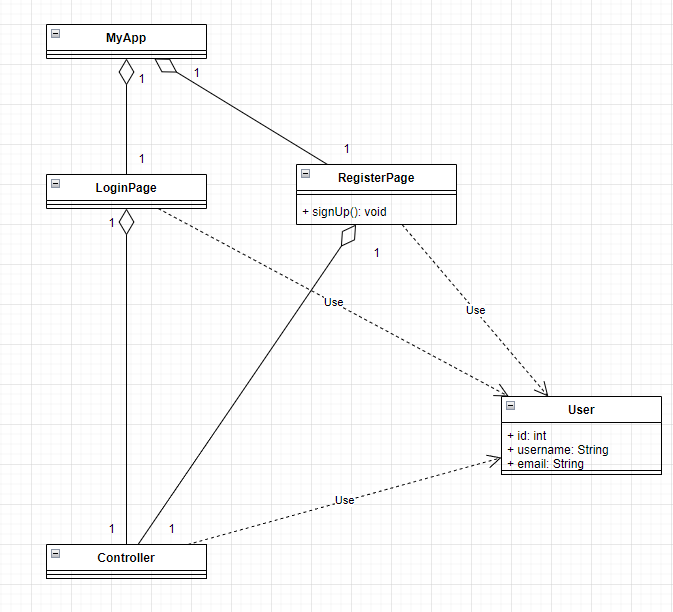 MyApp
1
1
1
1
RegisterPage
LoginPage
+ signUp(): void
1
1
Use
Use
User
+ id: int
+ username: String
+ email: String
Use
1
1
Controller